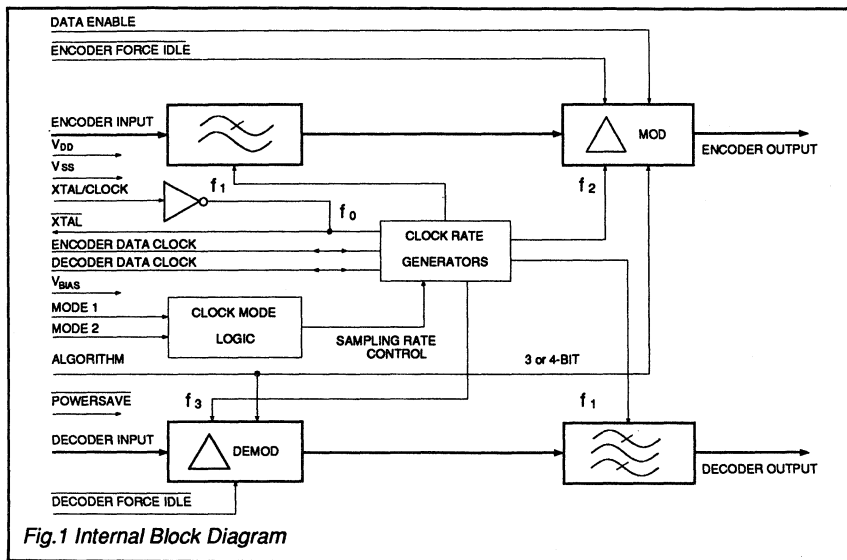 DATA ENABLE
ENCODER FORCE IDLE
ENCODER INPUT
MOD
ENCODER OUTPUT
VDD
VSS
XTAL/CLOCK
f1
f0
f2
XTAL
ENCODER DATA CLOCK
DECODER DATA CLOCK
CLOCK RATE
GENERATORS
VBIAS
MODE 1
MODE 2
CLOCK MODE
LOGIC
SAMPLING RATE
CONTROL
ALGORITHM
3 or 4-BIT
POWERSAVE
f3
f1
DECODER INPUT
DEMOD
DECODER OUTPUT
DECODER FORCE IDLE
Fig.1 Internal Block Diagram